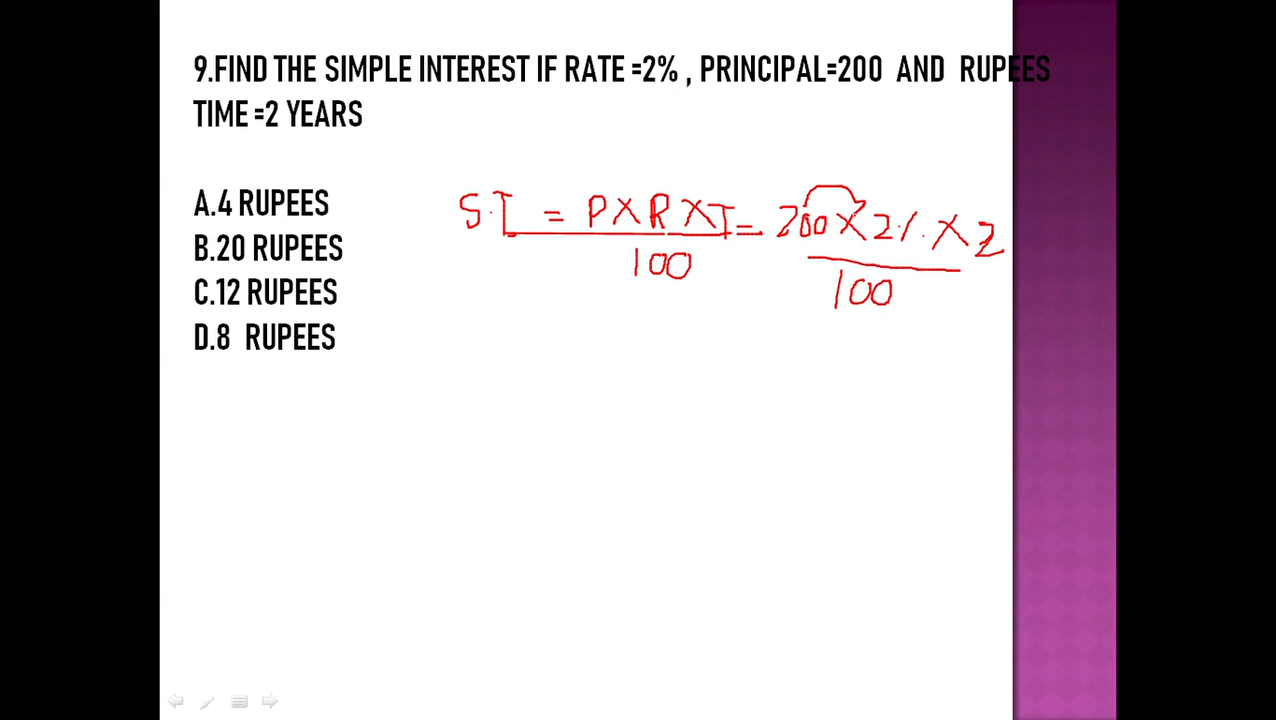 9.FIND THE SIMPLE INTEREST IF RATE =2% , PRINCIPAL=200 AND RUPEES
TIME =2 YEARS
A.4 RUPEES
B.20 RUPEES
C.12 RUPEES
D.8 RUPEES
S.I = P X R X T = 200 X 2% X 2
100 100